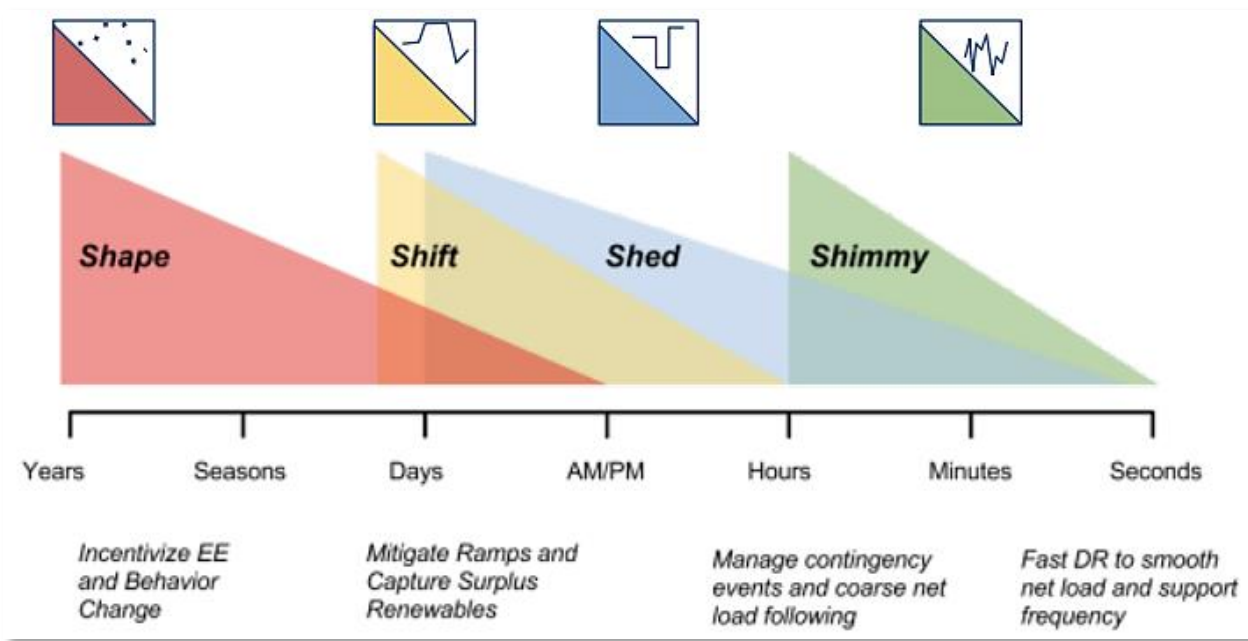 Shape
Shift
Shed
Shimmy
Years
Seasons
Days
AM/PM
Hours
Minutes
Seconds
Incentivize EE
and Behavior
Change
Mitigate Ramps and
Capture Surplus
Renewables
Manage contingency
events and coarse net
load following
Fast DR to smooth
net load and support
frequency